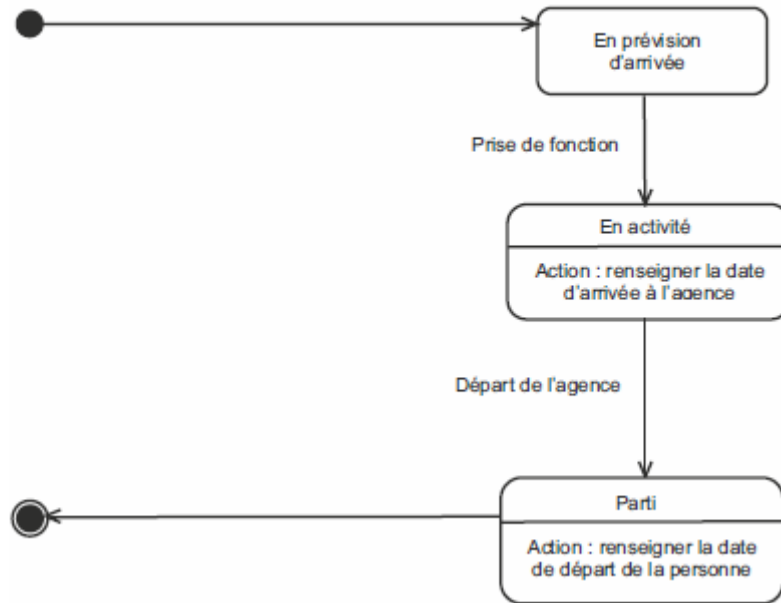 En prévision
d'arrivée
Prise de fonction
En activité
Action : renseigner la date
d'arrivée à l'agence
Départ de l'agence
Parti
Action : renseigner la date
de départ de la personne